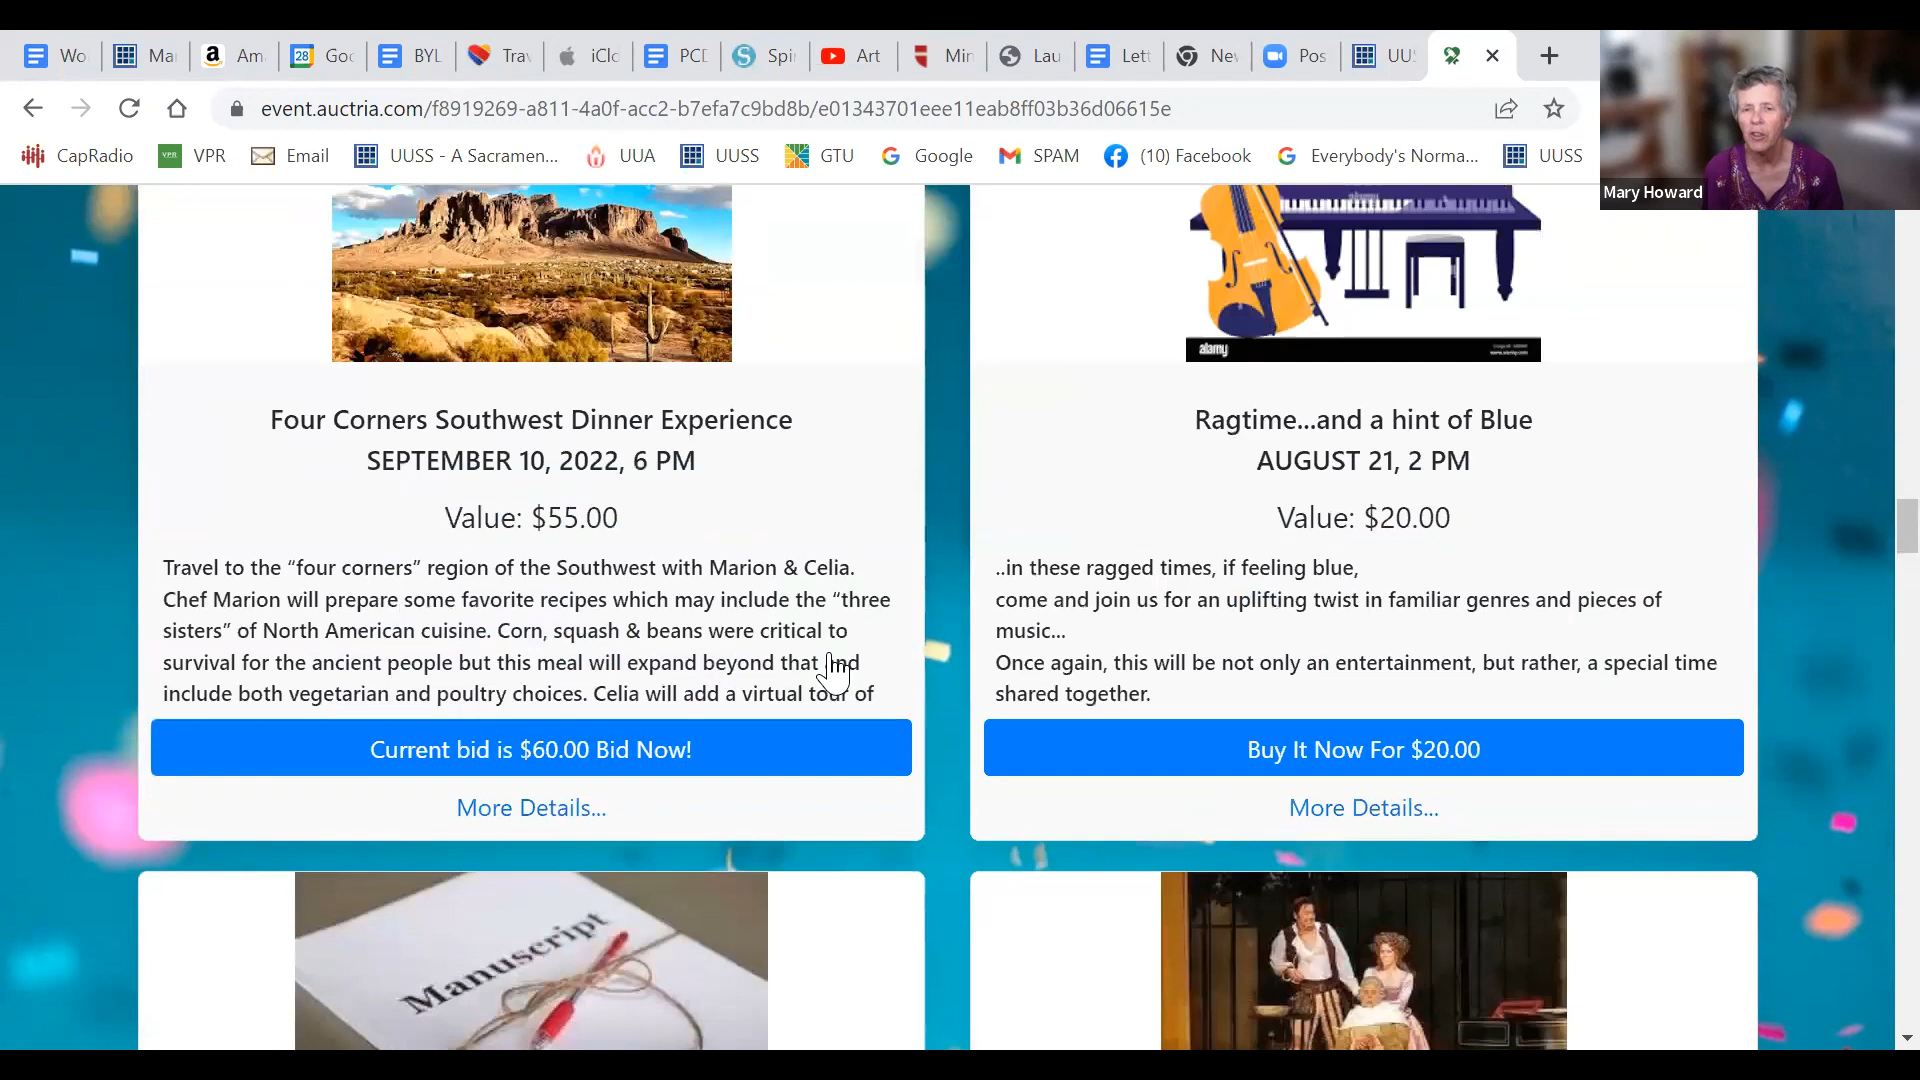 Wo
Ma
Am
28
Goo
BYL
Trav
iClo
PCD
Spi
Art
Min
Lau
Lett
Nev
Pos
UUS
event.auctria.com/f8919269-a811-4a0f-acc2-b7efa7c9bd8b/e01343701eee11eab8ff03b36d06615e
CapRadio
VPR
VPR
Email
UUSS - A Sacramen...
UUA
UUSS
GTU
Google
SPAM
(10) Facebook
Everybody's Norma...
UUSS
Mary Howard
alamy
alamy
Four Corners Southwest Dinner Experience
SEPTEMBER 10, 2022, 6 PM
Value: $55.00
Travel to the “four corners” region of the Southwest with Marion & Celia.
Chef Marion will prepare some favorite recipes which may include the “three
sisters” of North American cuisine. Corn, squash & beans were critical to
survival for the ancient people but this meal will expand beyond that and
include both vegetarian and poultry choices. Celia will add a virtual tour of
Current bid is $60.00 Bid Now!
More Details...
Ragtime...and a hint of Blue
AUGUST 21, 2 PM
Value: $20.00
..in these ragged times, if feeling blue,
come and join us for an uplifting twist in familiar genres and pieces of
music...
Once again, this will be not only an entertainment, but rather, a special time
shared together.
Buy It Now For $20.00
More Details...
Manuscript